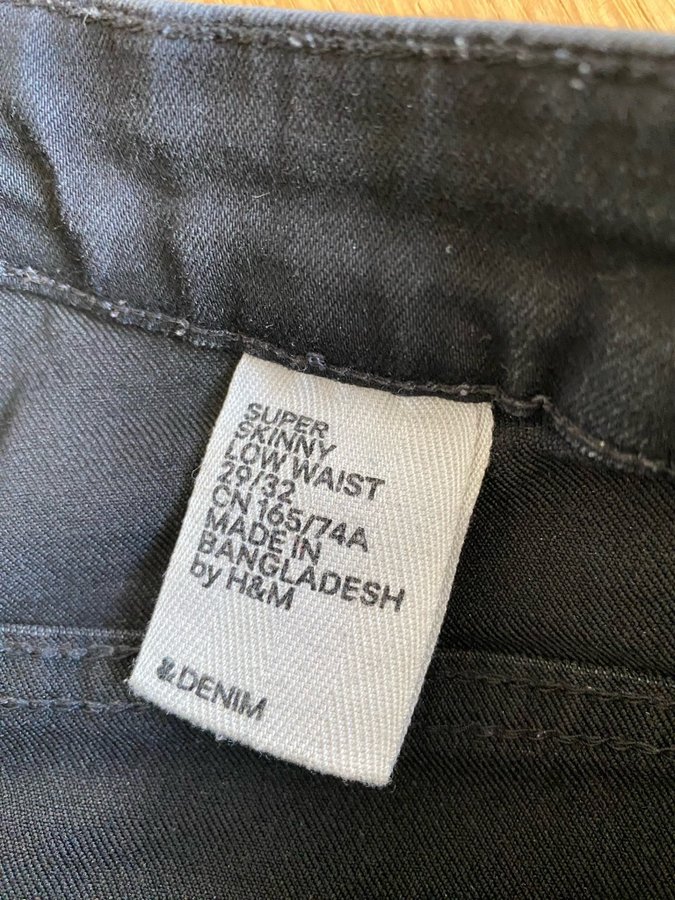 SUPER
SKINNY
LOW WAIST
29/32
CN 165/74A
MADE IN
BANGLADESH
by H&M
&DENIM